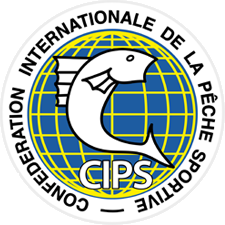 CONFEDERATION INTERNATIONALE DE LA PÊCHE SPORTIVE —
CIPS